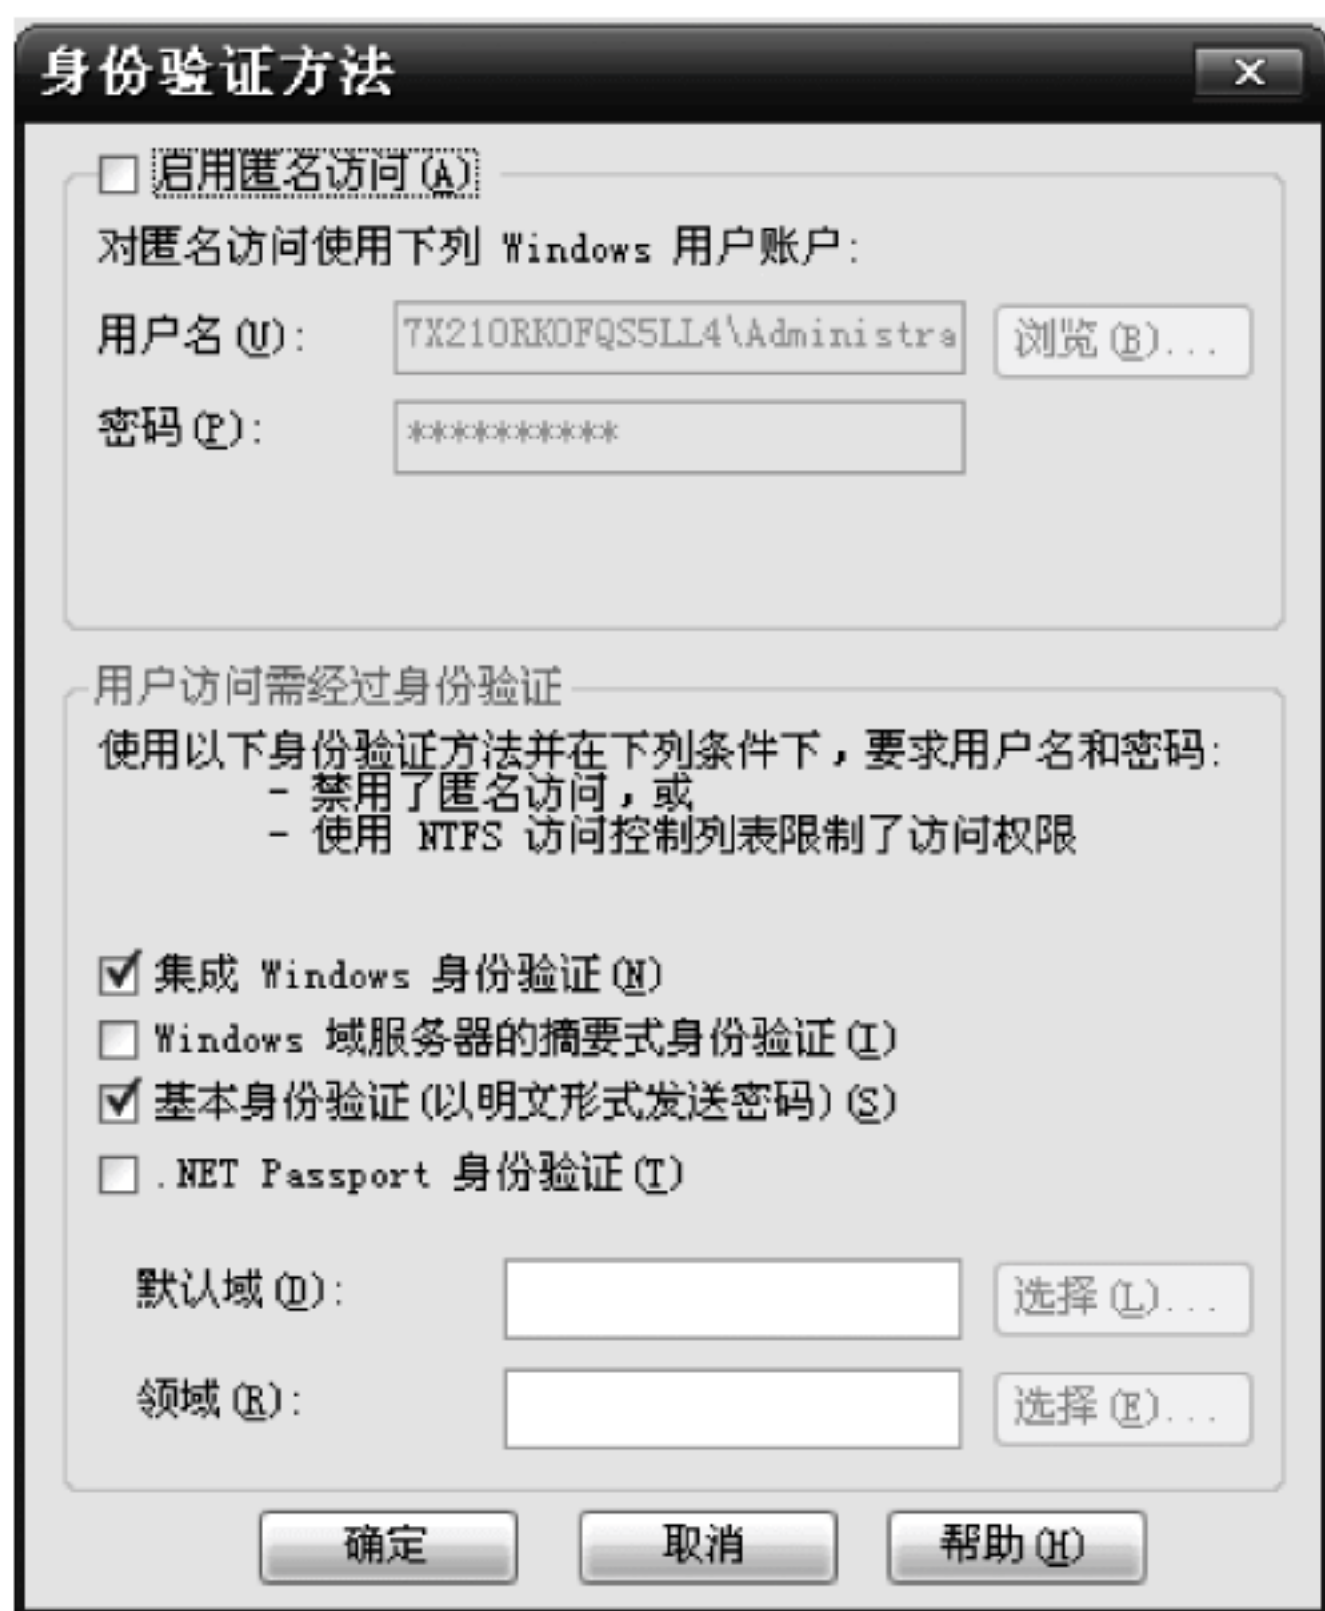 身份验证方法
启用匿名访问(A)
对匿名访问使用下列 Windows 用户账户:
用户名(U):
7X210RKOFQS5LL4\Administra
浏览(B)...
密码(P):
**********
用户访问需经过身份验证
使用以下身份验证方法并在下列条件下，要求用户名和密码:
- 禁用了匿名访问，或
- 使用 NTFS 访问控制列表限制了访问权限
集成 Windows 身份验证(N)
Windows 域服务器的摘要式身份验证(I)
基本身份验证(以明文形式发送密码)(S)
.NET Passport 身份验证(T)
默认域(D):
选择(L)...
领域(R):
选择(E)...
确定
取消
帮助(H)